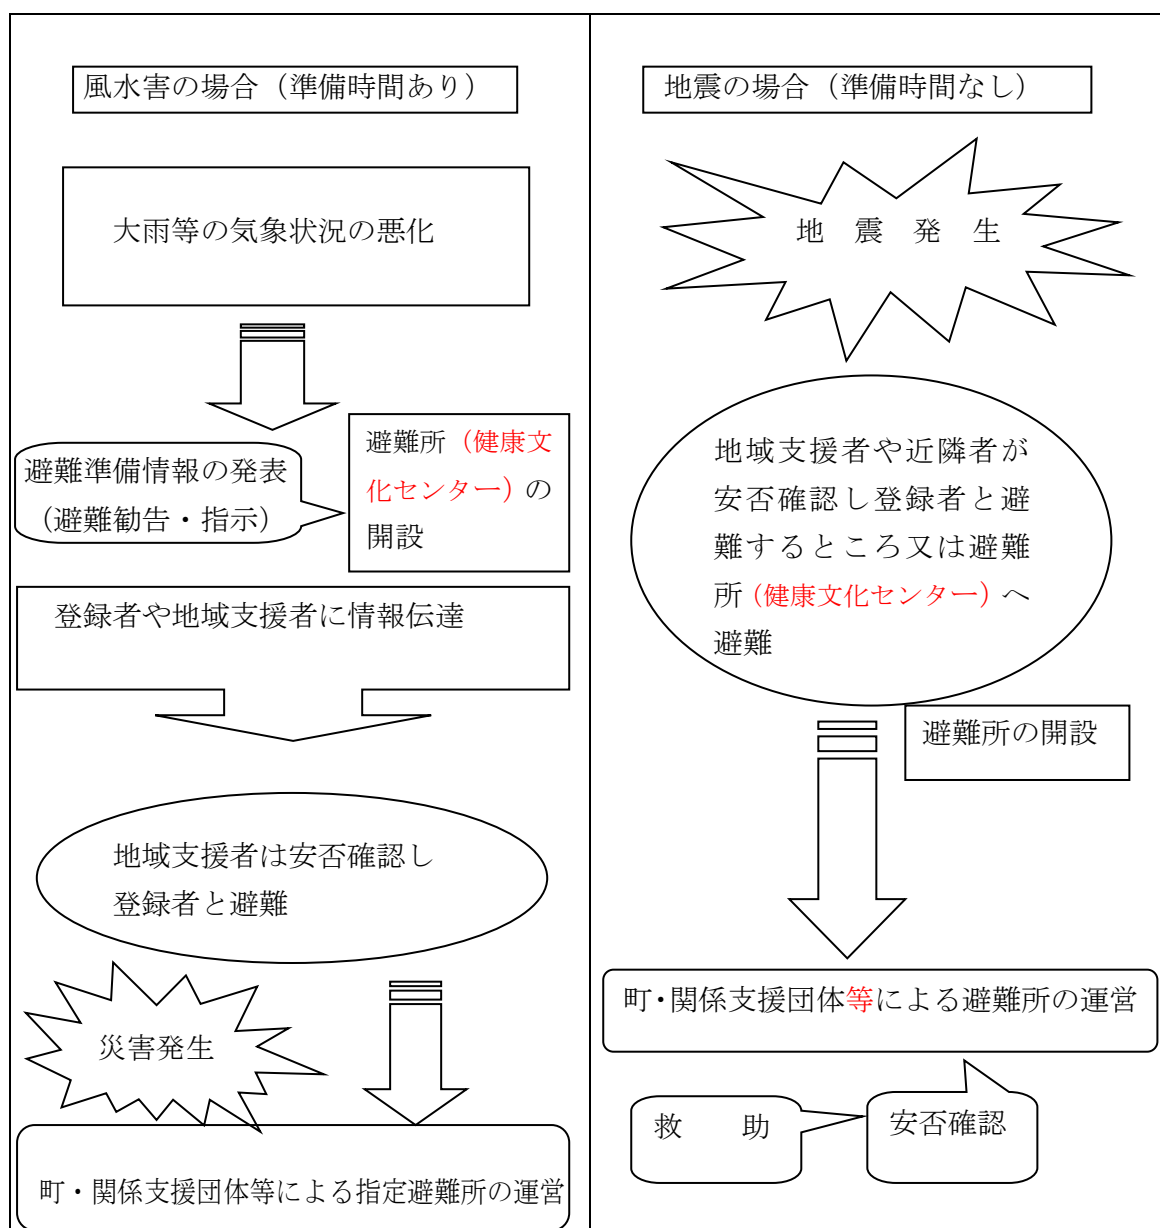 風水害の場合（準備時間あり）
大雨等の気象状況の悪化
避難準備情報の発表
（避難勧告・指示）
避難所（健康文
化センター）の
開設
登録者や地域支援者に情報伝達
地域支援者は安否確認し
登録者と避難
災害発生
町・関係支援団体等による指定避難所の運営
地震の場合（準備時間なし）
地　震　発　生
地域支援者や近隣者が
安否確認し登録者と避
難するところ又は避難
所（健康文化センター）へ
避難
避難所の開設
町・関係支援団体等による避難所の運営
救　　助
安否確認